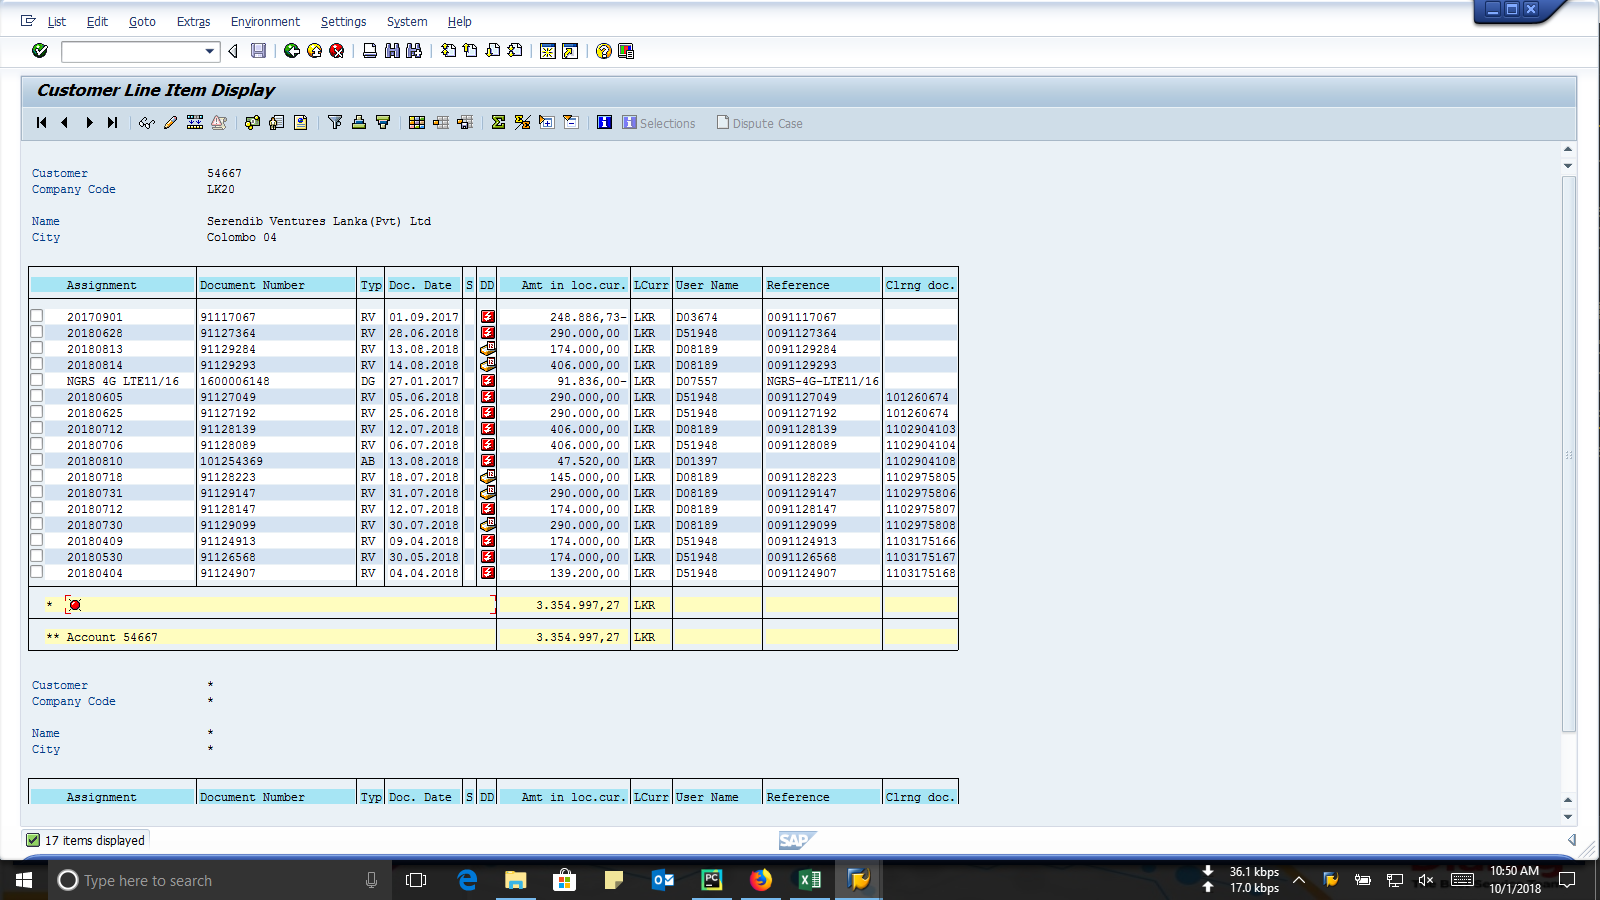 List Edit Goto Extras Environment Settings System Help
Customer Line Item Display
Selections Dispute Case
Customer 54667
Company Code LK20
Name Serendib Ventures Lanka(Pvt) Ltd
City Colombo 04
Assignment Document Number Typ Doc. Date S DD Amt in loc.cur. LCurr User Name Reference Clrng doc.
20170901 91117067 RV 01.09.2017 248.886,73- LKR D03674 0091117067
20180628 91127364 RV 28.06.2018 290.000,00 LKR D51948 0091127364
20180813 91129284 RV 13.08.2018 174.000,00 LKR D08189 0091129284
20180814 91129293 RV 14.08.2018 406.000,00 LKR D08189 0091129293
NGRS 4G LTE11/16 1600006148 DG 27.01.2017 91.836,00- LKR D07557 NGRS-4G-LTE11/16
20180605 91127049 RV 05.06.2018 290.000,00 LKR D51948 0091127049 101260674
20180625 91127192 RV 25.06.2018 290.000,00 LKR D51948 0091127192 101260674
20180712 91128139 RV 12.07.2018 406.000,00 LKR D08189 0091128139 1102904103
20180706 91128089 RV 06.07.2018 406.000,00 LKR D51948 0091128089 1102904104
20180810 101254369 AB 13.08.2018 47.520,00 LKR D01397 1102904108
20180718 91128223 RV 18.07.2018 145.000,00 LKR D08189 0091128223 1102975805
20180731 91129147 RV 31.07.2018 290.000,00 LKR D08189 0091129147 1102975806
20180712 91128147 RV 12.07.2018 174.000,00 LKR D08189 0091128147 1102975807
20180730 91129099 RV 30.07.2018 290.000,00 LKR D08189 0091129099 1102975808
20180409 91124913 RV 09.04.2018 174.000,00 LKR D51948 0091124913 1103175166
20180530 91126568 RV 30.05.2018 174.000,00 LKR D51948 0091126568 1103175167
20180404 91124907 RV 04.04.2018 139.200,00 LKR D51948 0091124907 1103175168
* 3.354.997,27 LKR
** Account 54667 3.354.997,27 LKR
Customer *
Company Code *
Name *
City *
Assignment Document Number Typ Doc. Date S DD Amt in loc.cur. LCurr User Name Reference Clrng doc.
17 items displayed
SAP
Type here to search
36.1 kbps
17.0 kbps
10:50 AM
10/1/2018